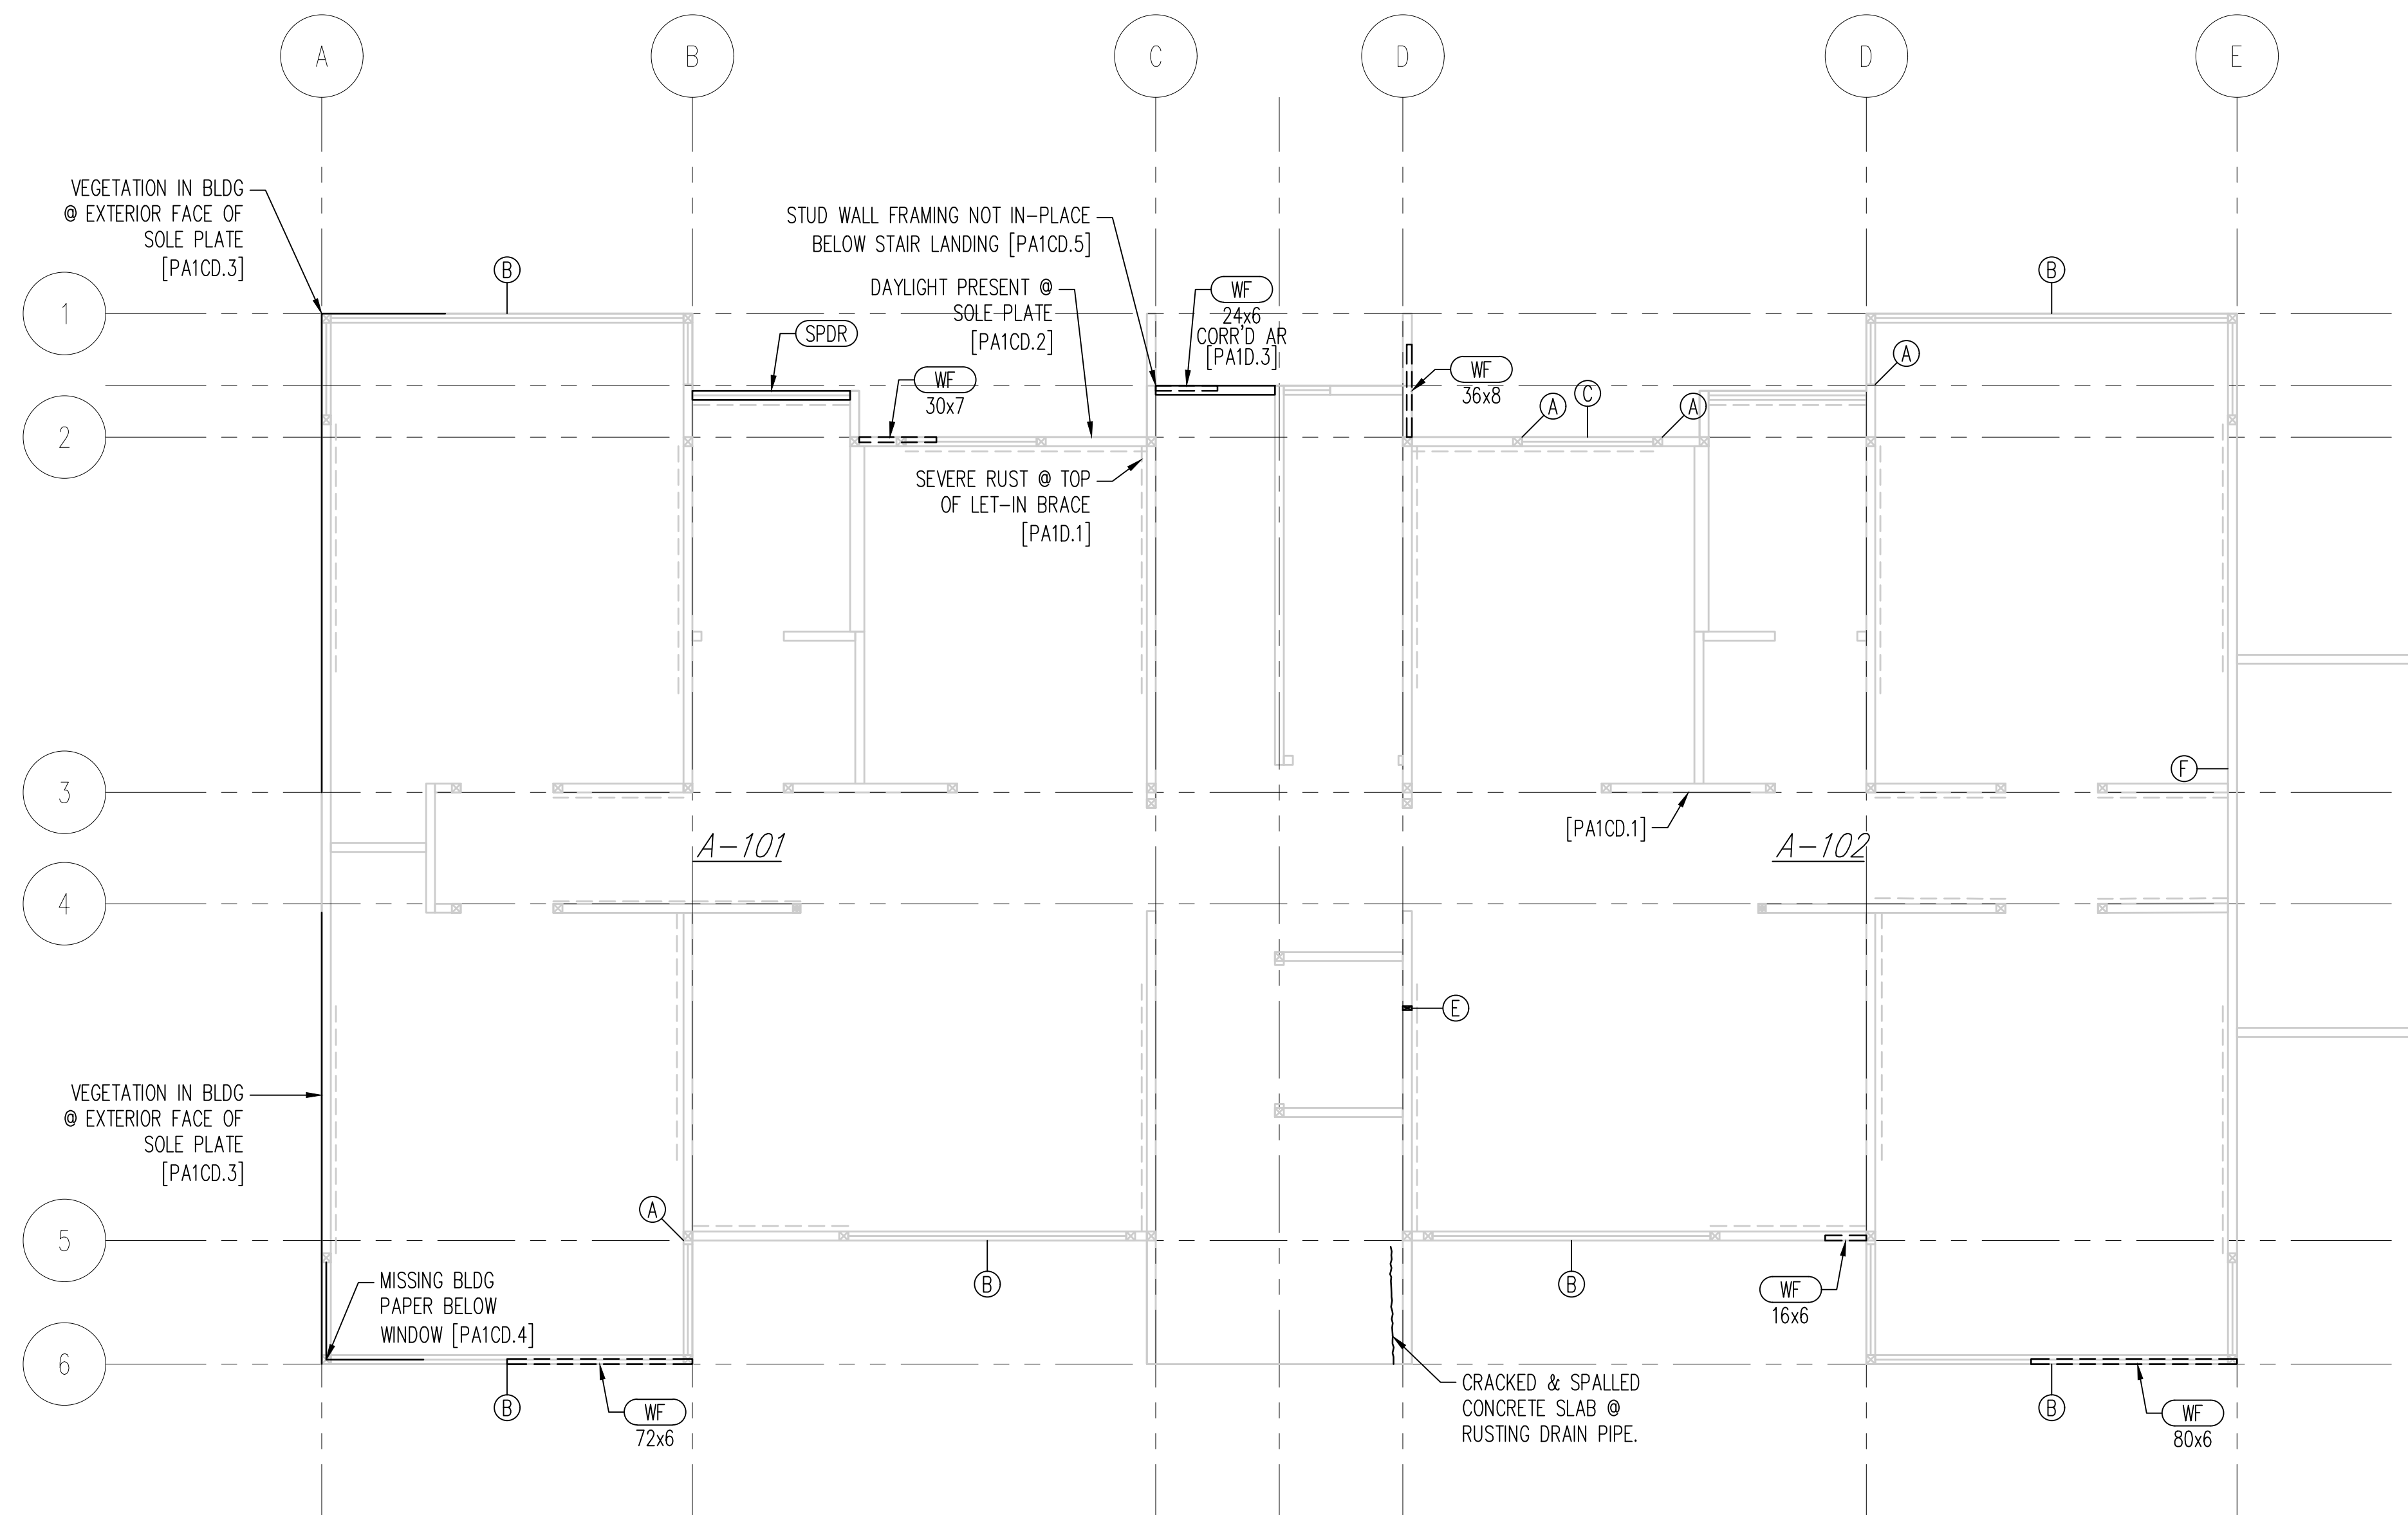 A
B
C
D
D
E
VEGETATION IN BLDG
@ EXTERIOR FACE OF
SOLE PLATE
[PA1CD.3]
STUD WALL FRAMING NOT IN-PLACE
BELOW STAIR LANDING [PA1CD.5]
B
B
DAYLIGHT PRESENT @
SOLE PLATE
[PA1CD.2]
WF
24x6
CORR'D AR
[PA1D.3]
1
SPDR
A
WF
30x7
WF
36x8
C
A
A
2
SEVERE RUST @ TOP
OF LET-IN BRACE
[PA1D.1]
3
F
[PA1CD.1]
A-101
A-102
4
E
VEGETATION IN BLDG
@ EXTERIOR FACE OF
SOLE PLATE
[PA1CD.3]
A
5
MISSING BLDG
PAPER BELOW
WINDOW [PA1CD.4]
B
B
WF
16x6
6
B
WF
72x6
CRACKED & SPALLED
CONCRETE SLAB @
RUSTING DRAIN PIPE.
B
WF
80x6